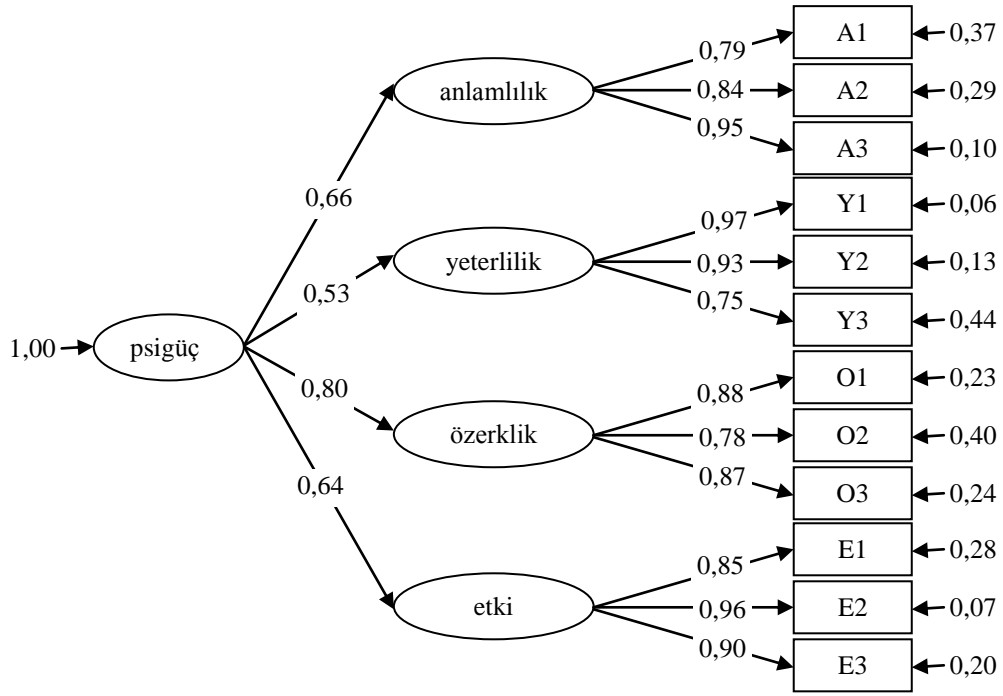 A1
0,37
0,79
anlamlılık
0,84
A2
0,29
0,95
A3
0,10
0,66
Y1
0,06
0,97
yeterlilik
0,93
Y2
0,13
0,53
0,75
Y3
0,44
1,00
psigüç
O1
0,23
0,80
0,88
özerklik
0,78
O2
0,40
0,87
0,64
O3
0,24
E1
0,28
0,85
etki
0,96
E2
0,07
0,90
E3
0,20